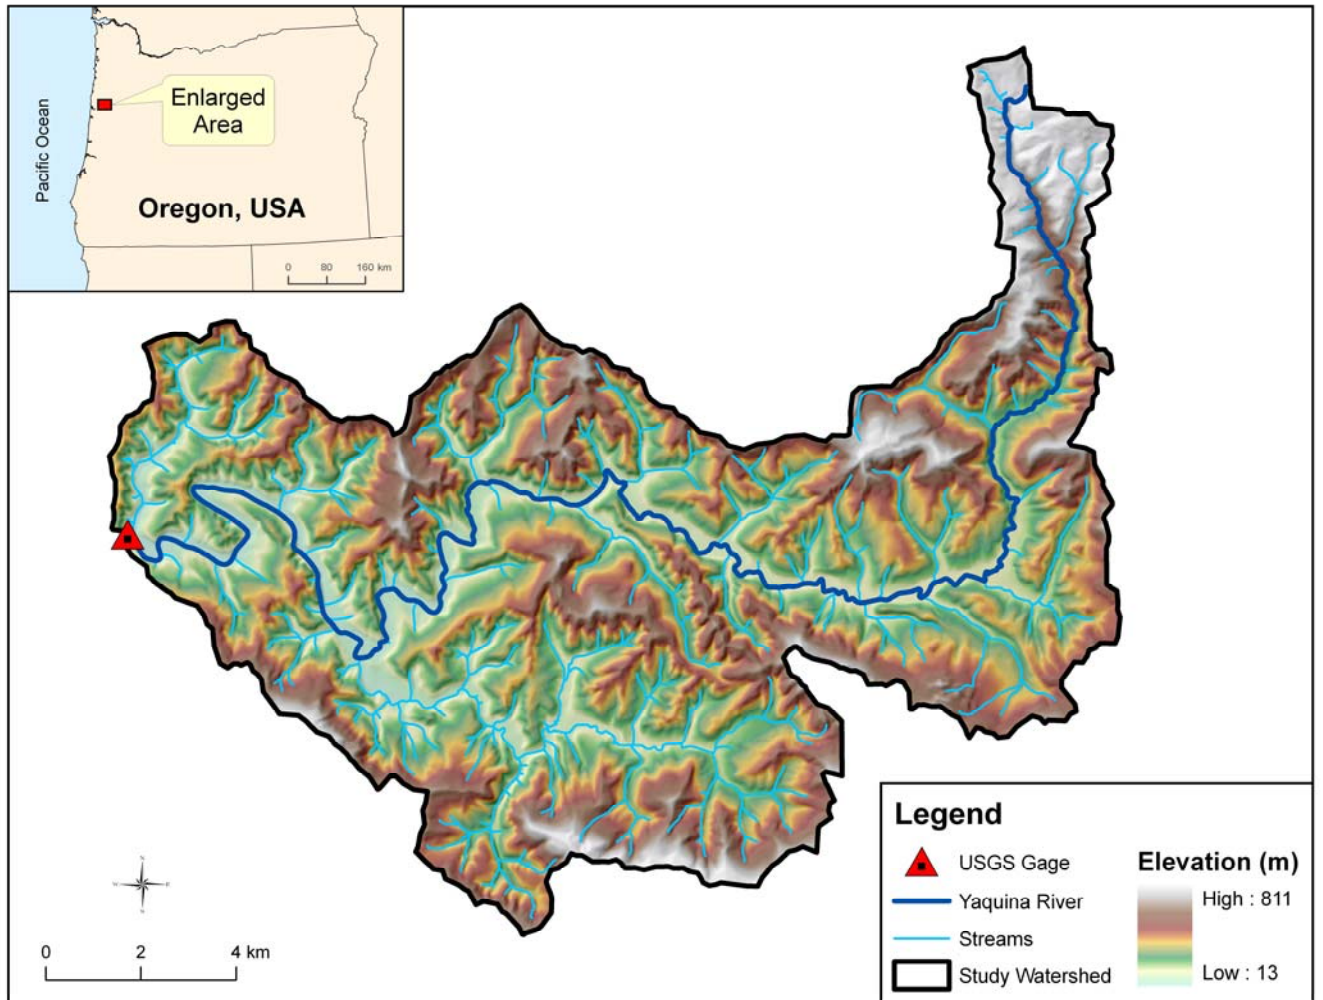 Pacific Ocean
Enlarged
Area
Oregon, USA
0 80 160 km
N
W E
S
0 2 4 km
Legend
USGS Gage
Yaquina River
Streams
Study Watershed
Elevation (m)
High : 811
Low : 13